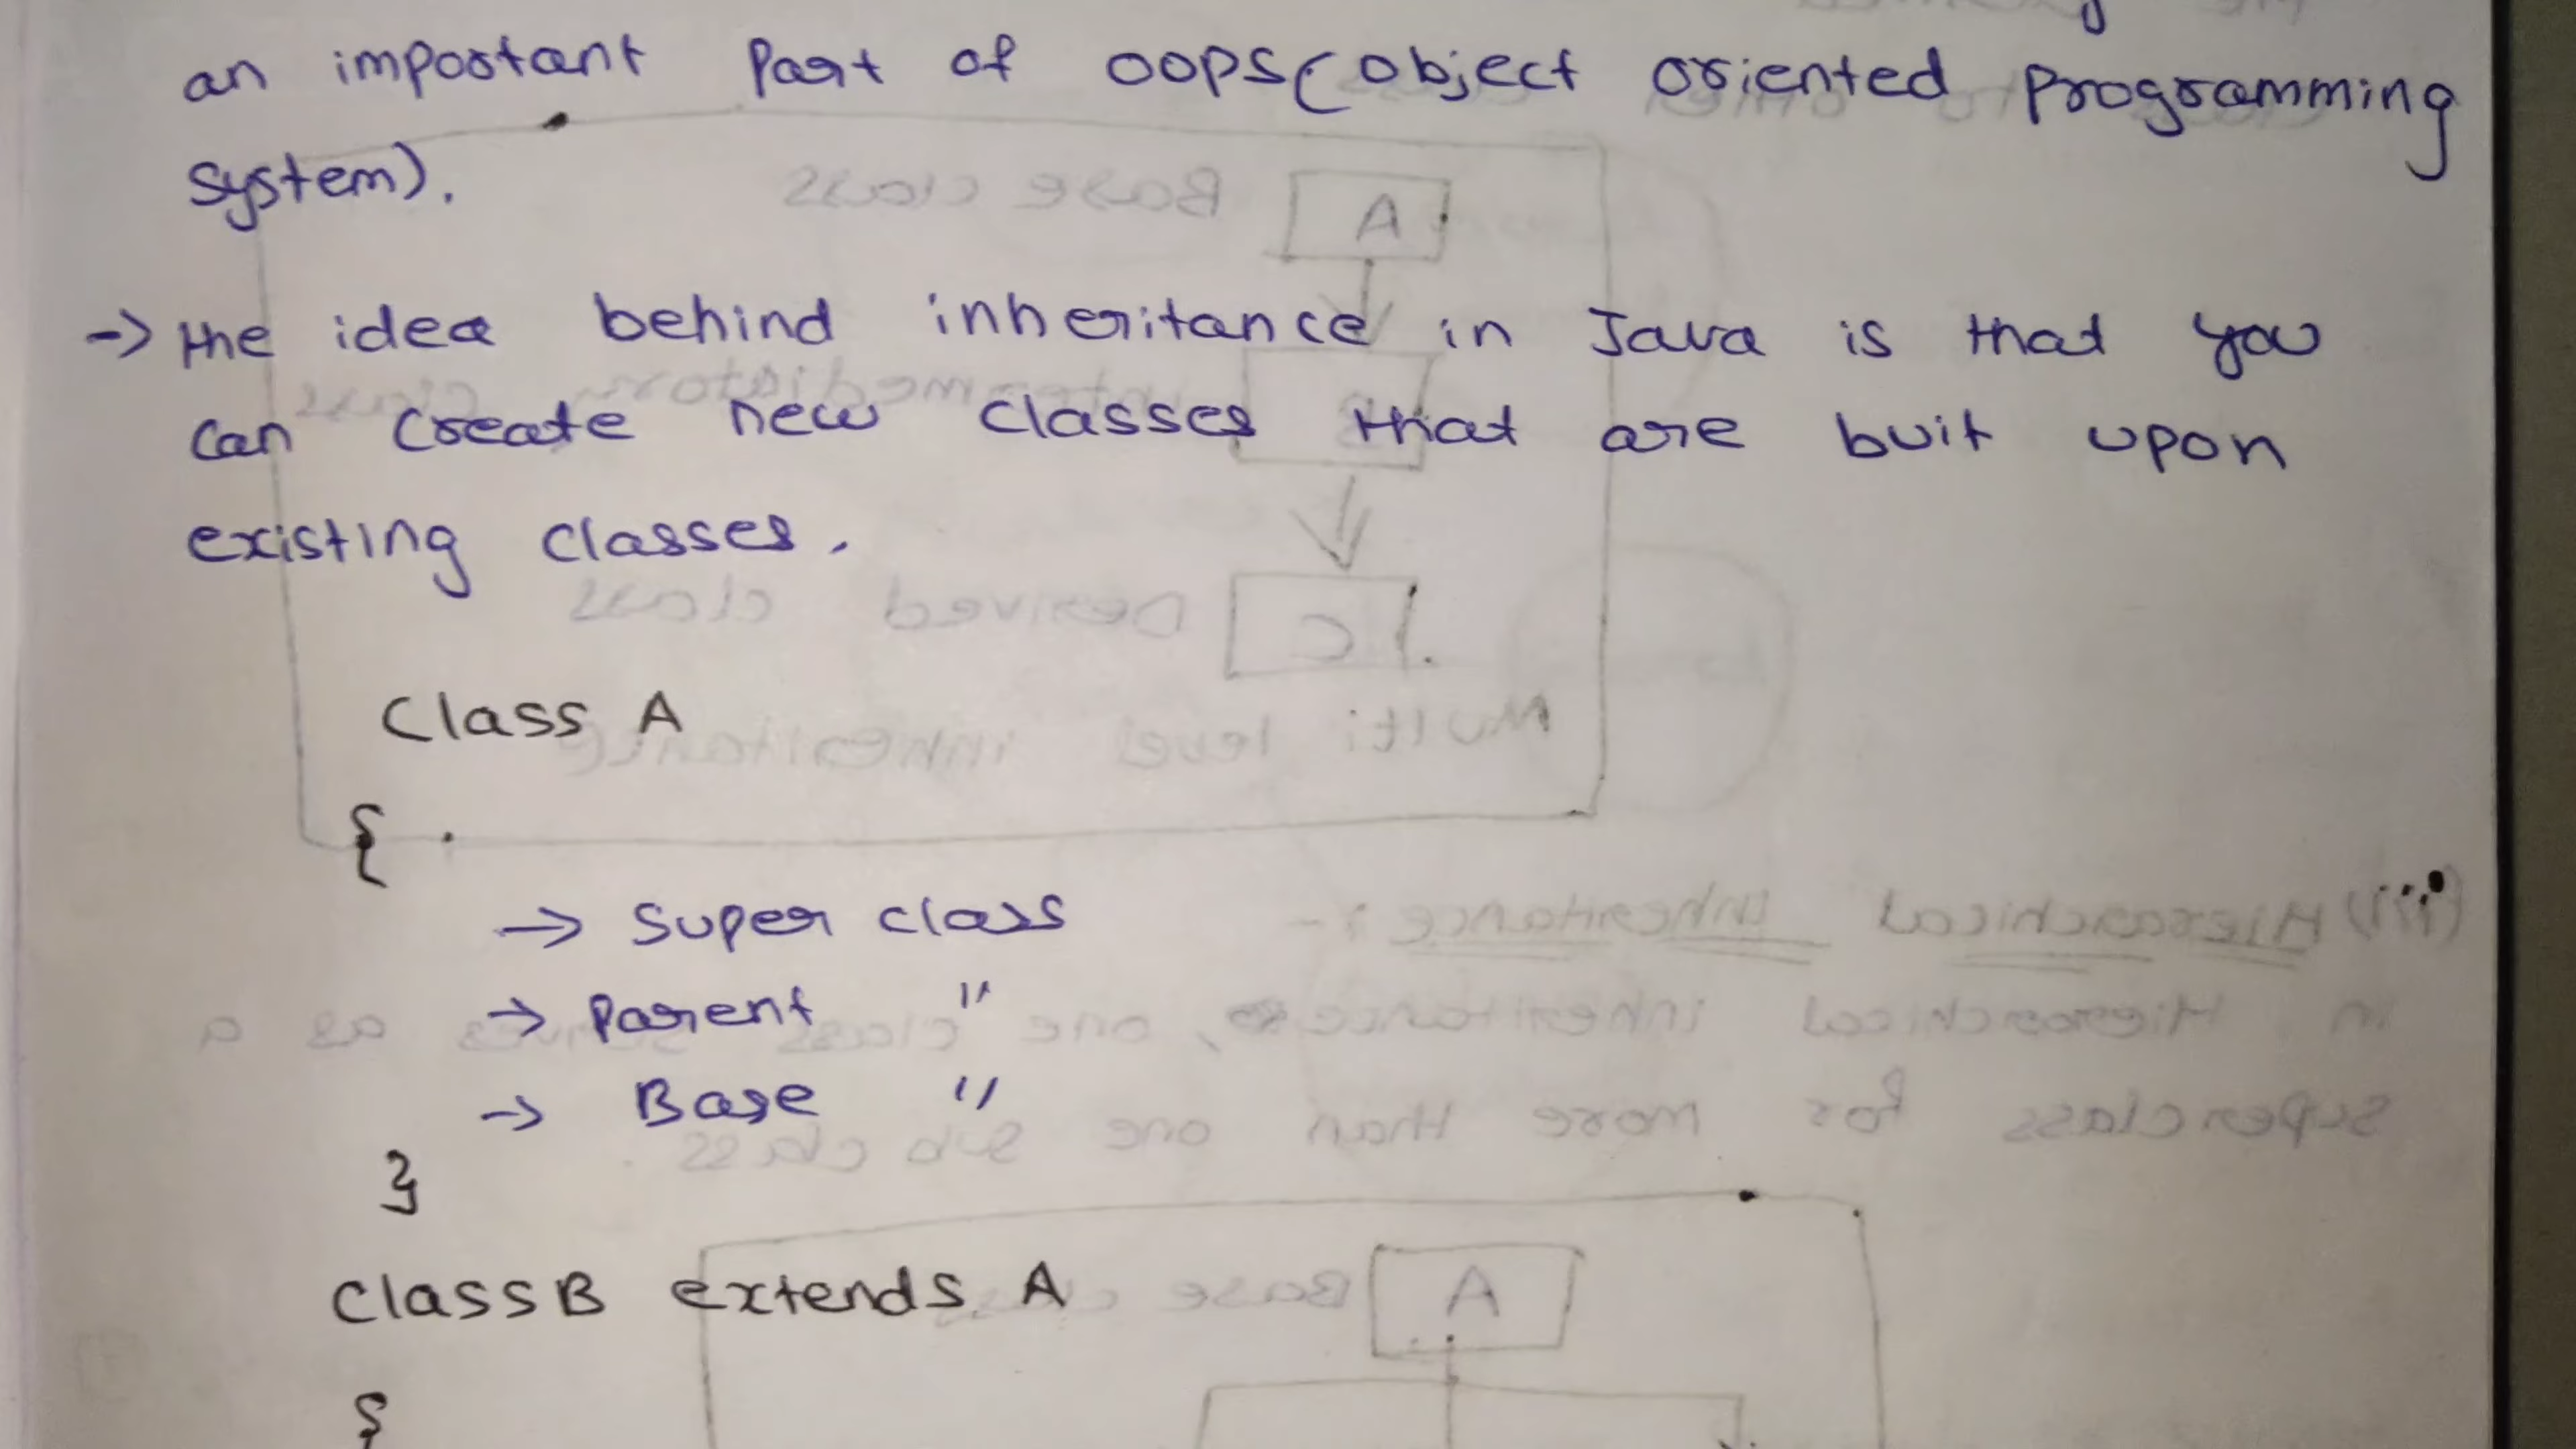 an important Part of OOPS(Object oriented programming
system).
-> the idea behind inheritance in Java is that you
can create new classes that are buit upon
existing classes.
Class A
{
-> Super class
-> Parent "
-> Base "
}
Class B extends A
{